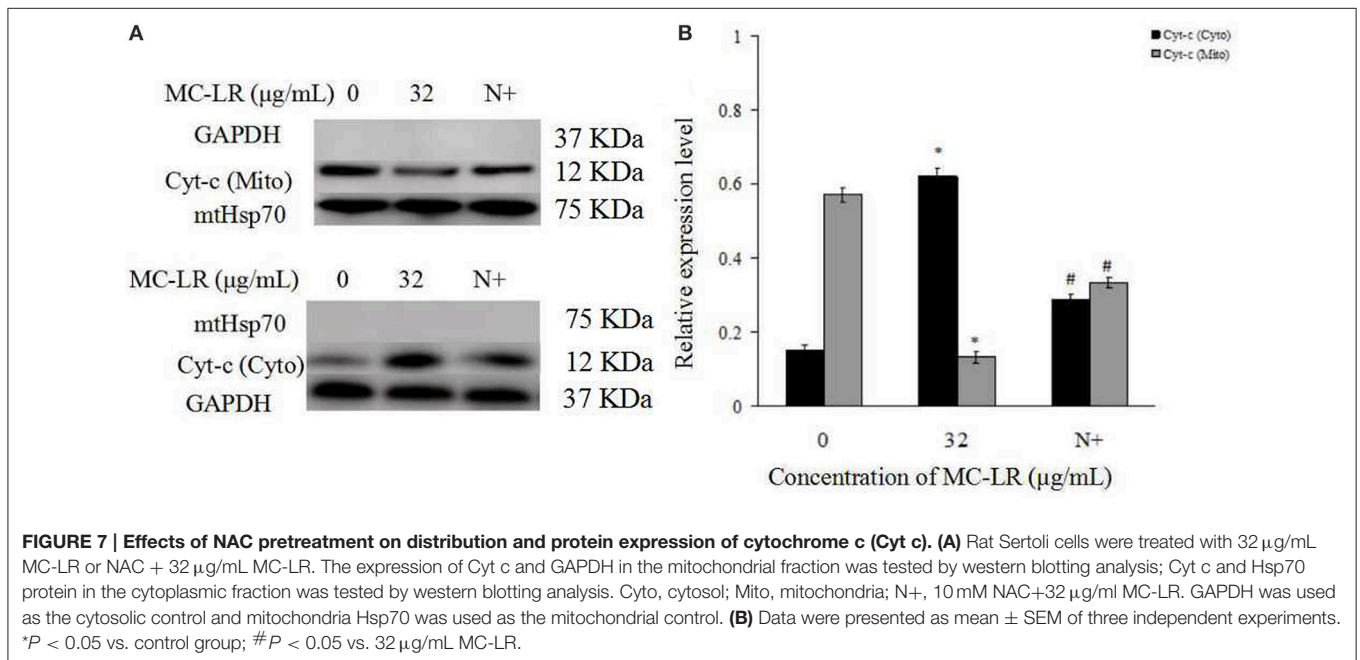 A
MC-LR (μg/mL) 0 32 N+
GAPDH 37 KDa
Cyt-c (Mito) 12 KDa
mtHsp70 75 KDa
MC-LR (μg/mL) 0 32 N+
mtHsp70 75 KDa
Cyt-c (Cyto) 12 KDa
GAPDH 37 KDa
B
Cyt-c (Cyto)
Cyt-c (Mito)
Relative expression level
1
0.8
0.6
0.4
0.2
0
*
*
#
#
0 32 N+
Concentration of MC-LR (μg/mL)
FIGURE 7 | Effects of NAC pretreatment on distribution and protein expression of cytochrome c (Cyt c). (A) Rat Sertoli cells were treated with 32 μg/mL
MC-LR or NAC + 32 μg/mL MC-LR. The expression of Cyt c and GAPDH in the mitochondrial fraction was tested by western blotting analysis; Cyt c and Hsp70
protein in the cytoplasmic fraction was tested by western blotting analysis. Cyto, cytosol; Mito, mitochondria; N+, 10 mM NAC+32 μg/ml MC-LR. GAPDH was used
as the cytosolic control and mitochondria Hsp70 was used as the mitochondrial control. (B) Data were presented as mean ± SEM of three independent experiments.
*P < 0.05 vs. control group; #P < 0.05 vs. 32 μg/mL MC-LR.